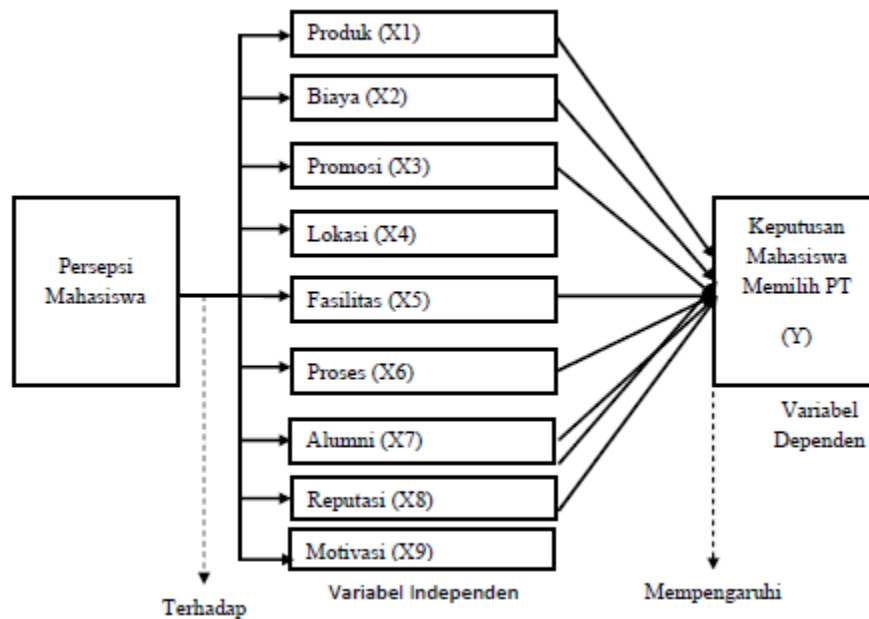 Produk (X1)
Biaya (X2)
Promosi (X3)
Lokasi (X4)
Persepsi
Mahasiswa
Fasilitas (X5)
Proses (X6)
Alumni (X7)
Reputasi (X8)
Motivasi (X9)
Keputusan
Mahasiswa
Memilih PT
(Y)
Variabel
Dependen
Variabel Independen
Terhadap
Mempengaruhi